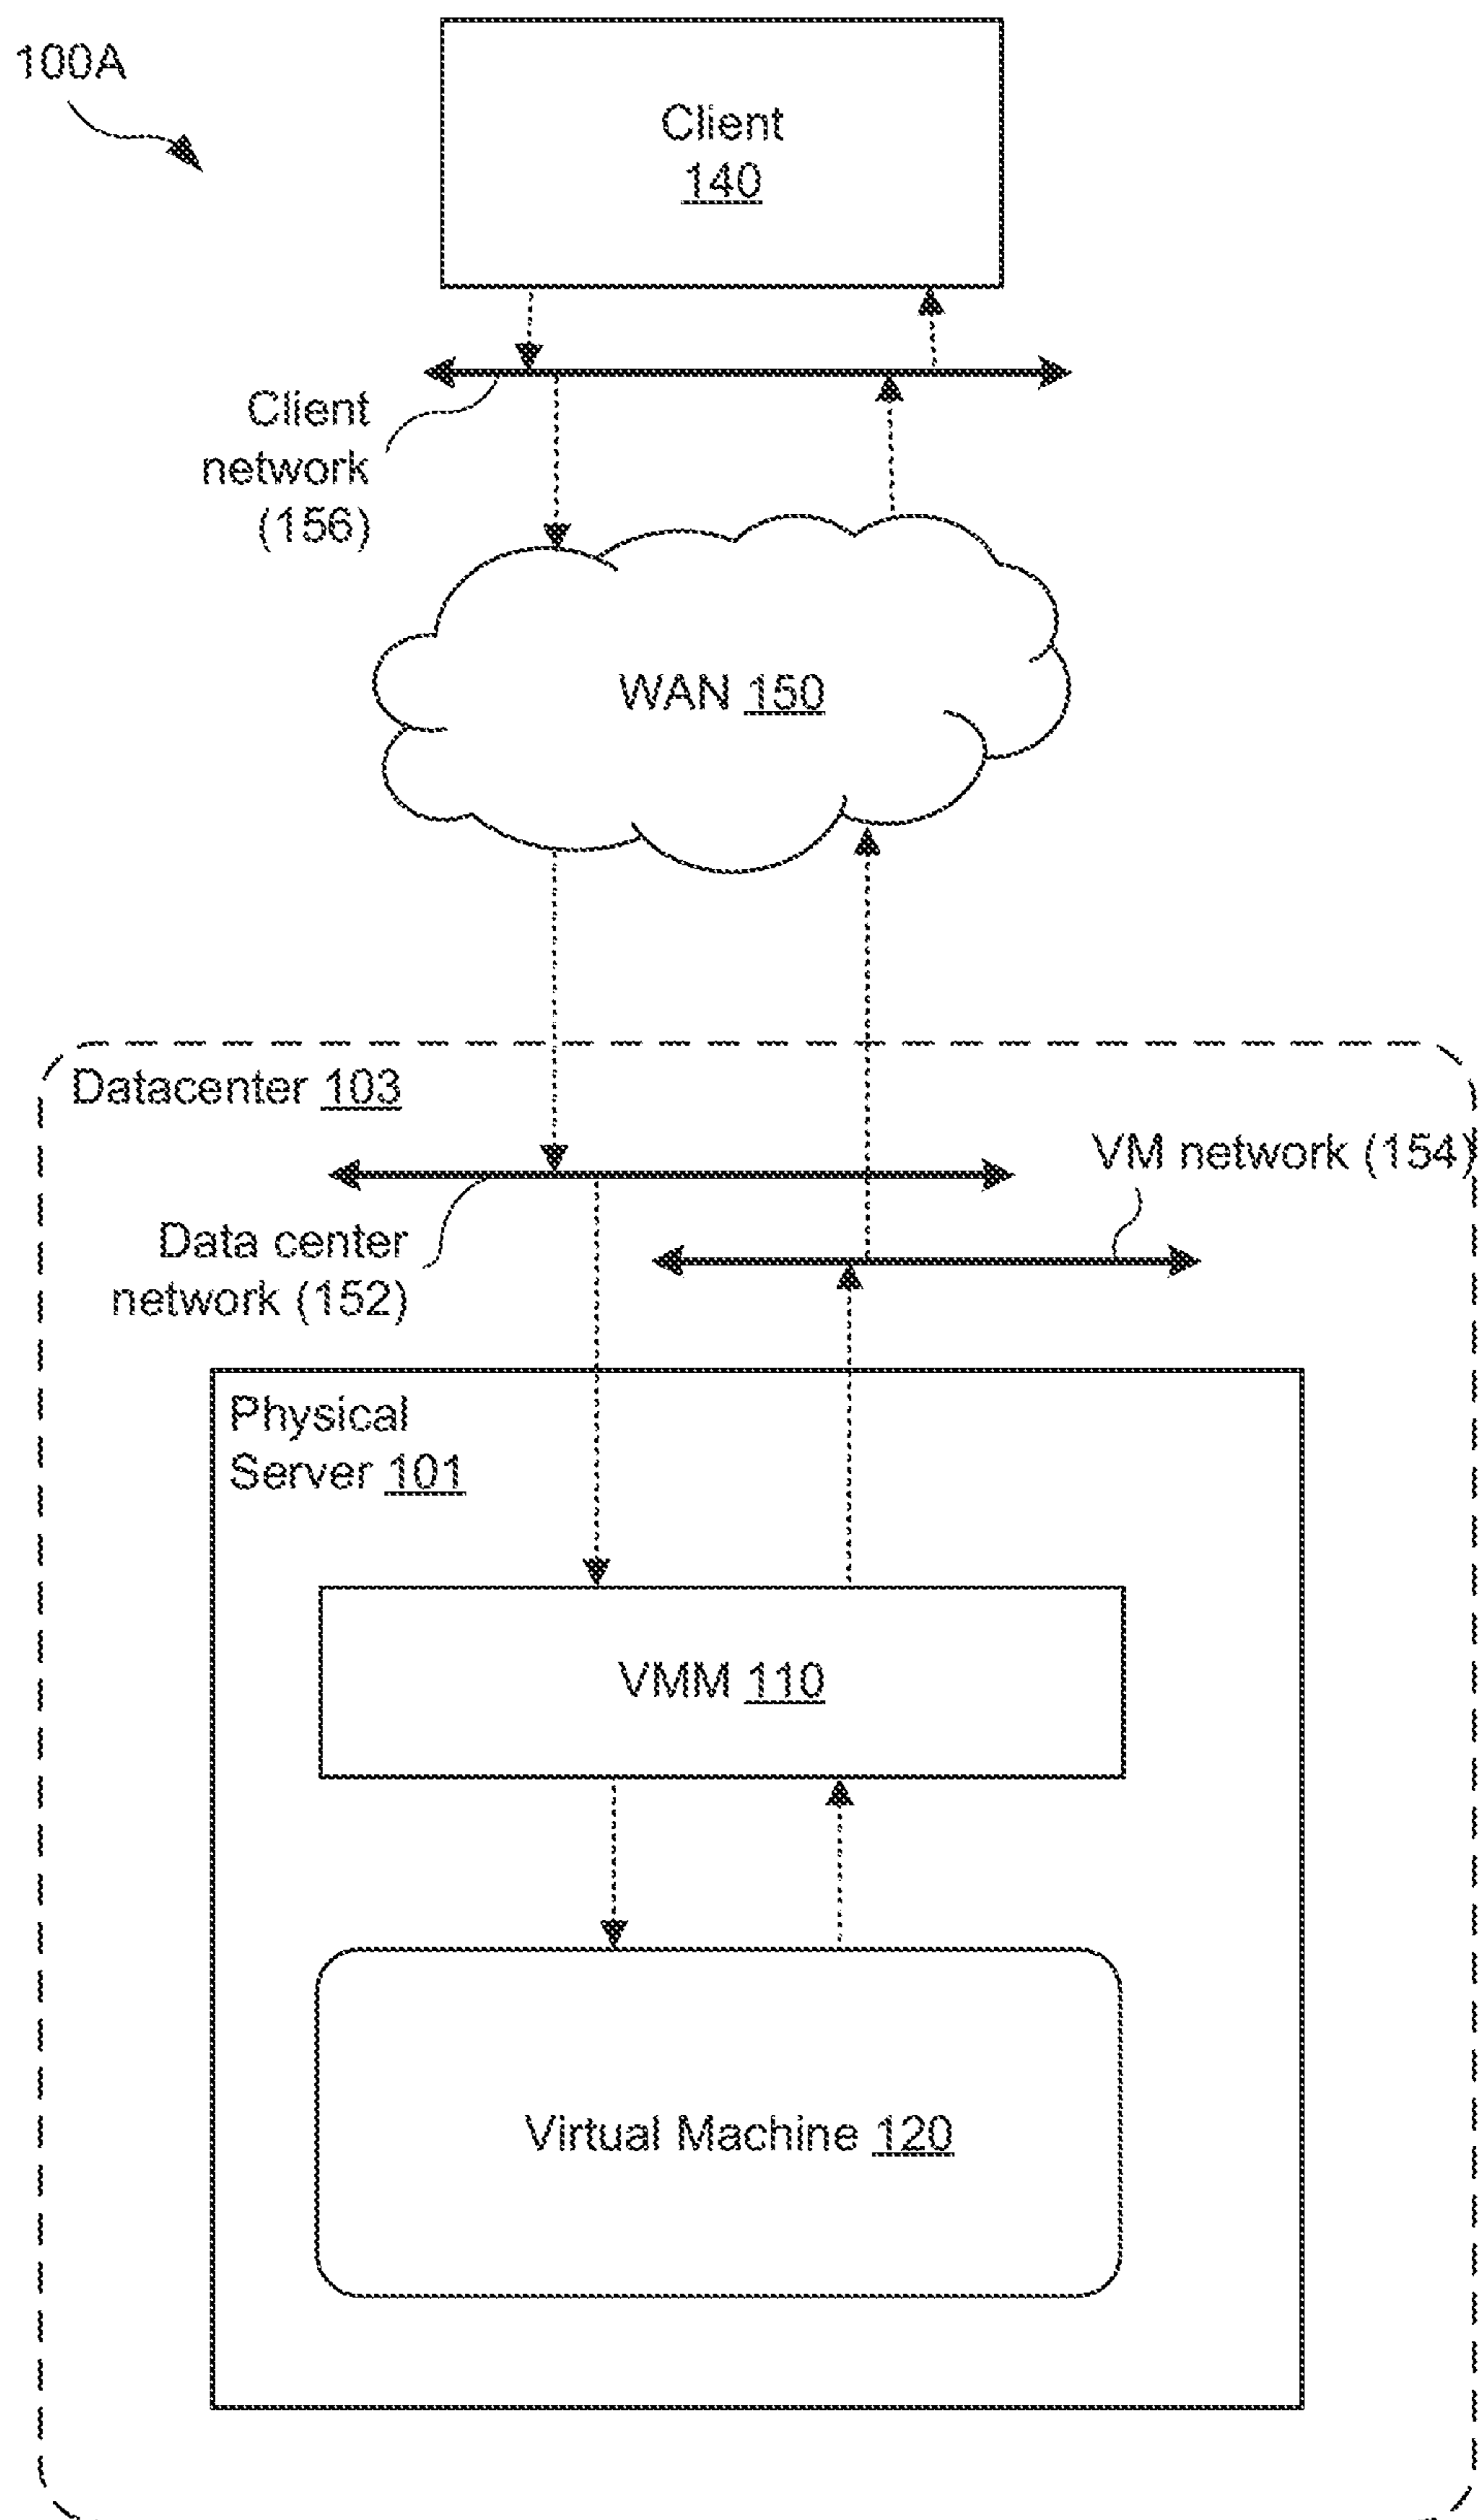 100A
Client
140
Client
network
(156)
WAN 150
Datacenter 103
VM network (154)
Data center
network (152)
Physical
Server 101
VMM 110
Virtual Machine 120